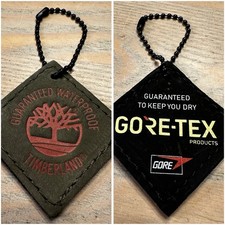 GUARANTEED WATERPROOF
TIMBERLAND
GUARANTEED
TO KEEP YOU DRY
GORE-TEX
PRODUCTS
GORE